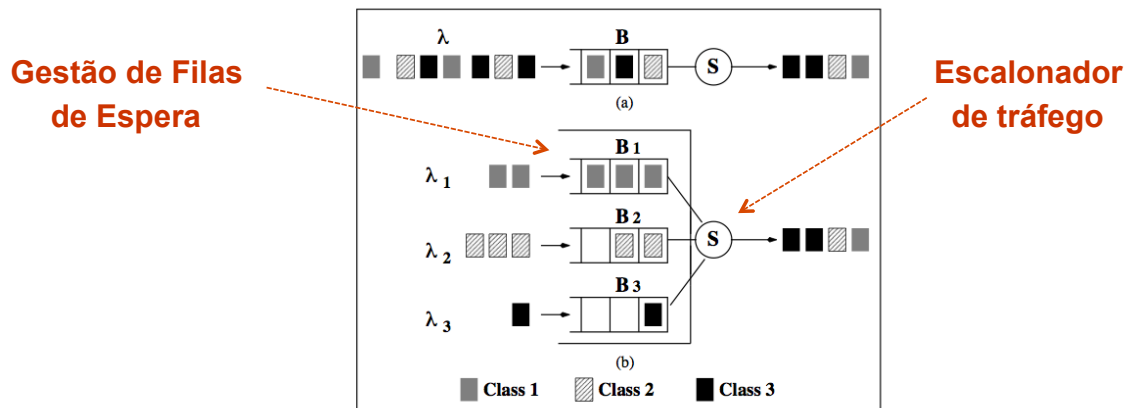 Gestão de Filas
de Espera
λ
B
S
(a)
Escalonador
de tráfego
B 1
λ 1
B 2
λ 2
S
B 3
λ 3
(b)
Class 1
Class 2
Class 3